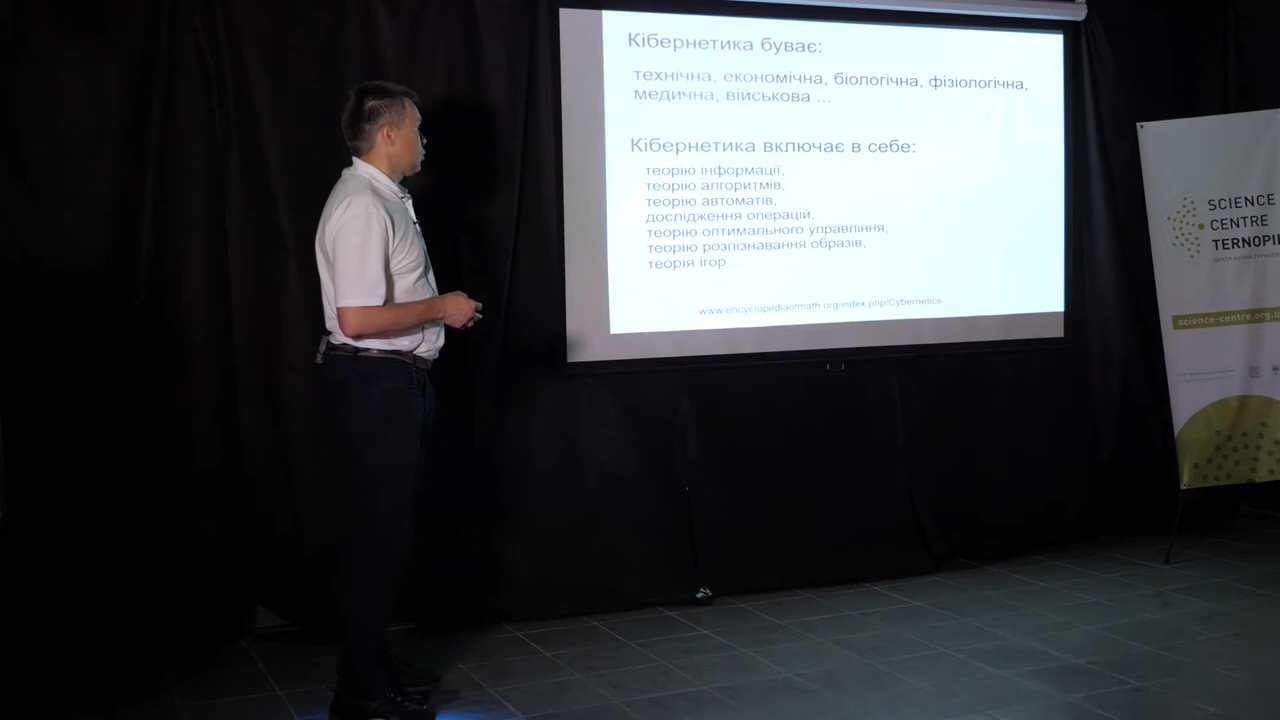 Кібернетика буває:
технічна, економічна, біологічна, фізіологічна,
медична, військова ...
Кібернетика включає в себе:
теорію інформації,
теорію алгоритмів,
теорію автоматів,
дослідження операцій,
теорію оптимального управління,
теорію розпізнавання образів,
теорія ігор ...
www.encyclopediaofmath.org/index.php/Cybernetics
SCIENCE
CENTRE
TERNOPIL
science-centre.org.u